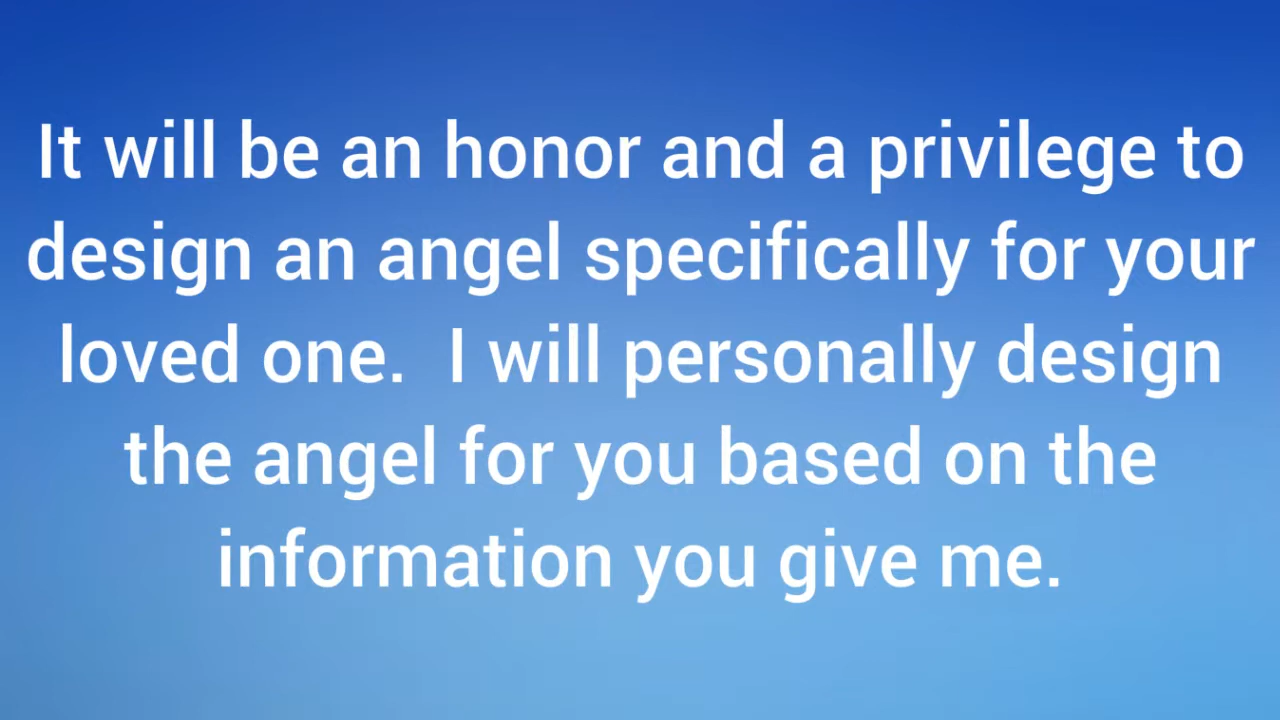 It will be an honor and a privilege to
design an angel specifically for your
loved one.  I will personally design
the angel for you based on the
information you give me.